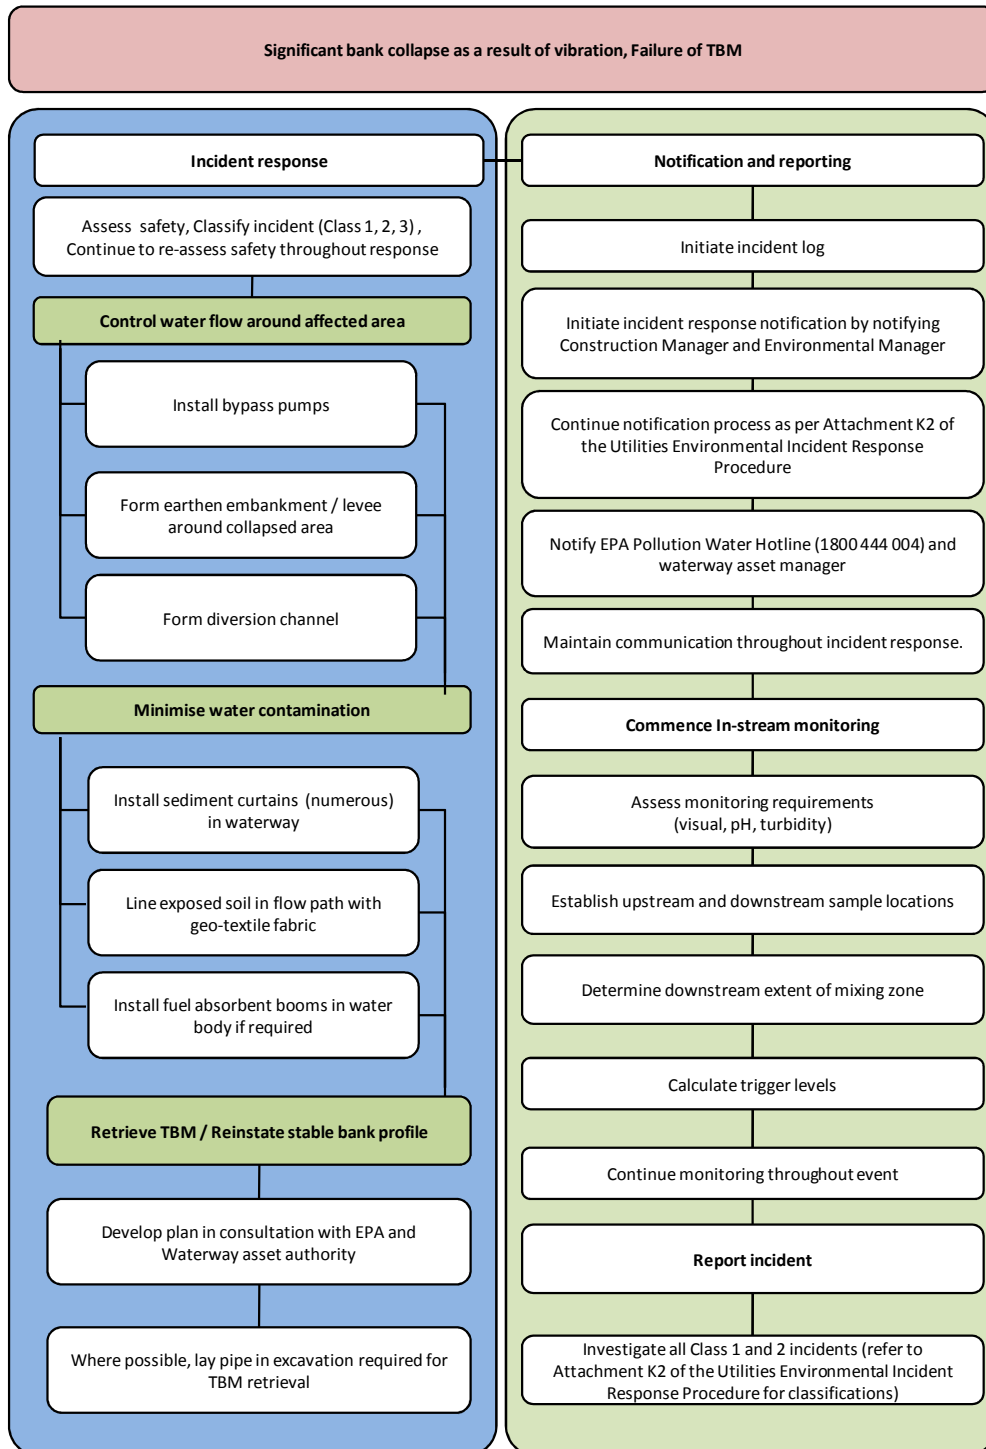 Significant bank collapse as a result of vibration, Failure of TBM
Incident response
Assess safety, Classify incident (Class 1, 2, 3) ,
Continue to re-assess safety throughout response
Control water flow around affected area
Install bypass pumps
Form earthen embankment / levee
around collapsed area
Form diversion channel
Minimise water contamination
Install sediment curtains (numerous)
in waterway
Line exposed soil in flow path with
geo-textile fabric
Install fuel absorbent booms in water
body if required
Retrieve TBM / Reinstate stable bank profile
Develop plan in consultation with EPA and
Waterway asset authority
Where possible, lay pipe in excavation required for
TBM retrieval
Notification and reporting
Initiate incident log
Initiate incident response notification by notifying
Construction Manager and Environmental Manager
Continue notification process as per Attachment K2 of
the Utilities Environmental Incident Response
Procedure
Notify EPA Pollution Water Hotline (1800 444 004) and
waterway asset manager
Maintain communication throughout incident response.
Commence In-stream monitoring
Assess monitoring requirements
(visual, pH, turbidity)
Establish upstream and downstream sample locations
Determine downstream extent of mixing zone
Calculate trigger levels
Continue monitoring throughout event
Report incident
Investigate all Class 1 and 2 incidents (refer to
Attachment K2 of the Utilities Environmental Incident
Response Procedure for classifications)